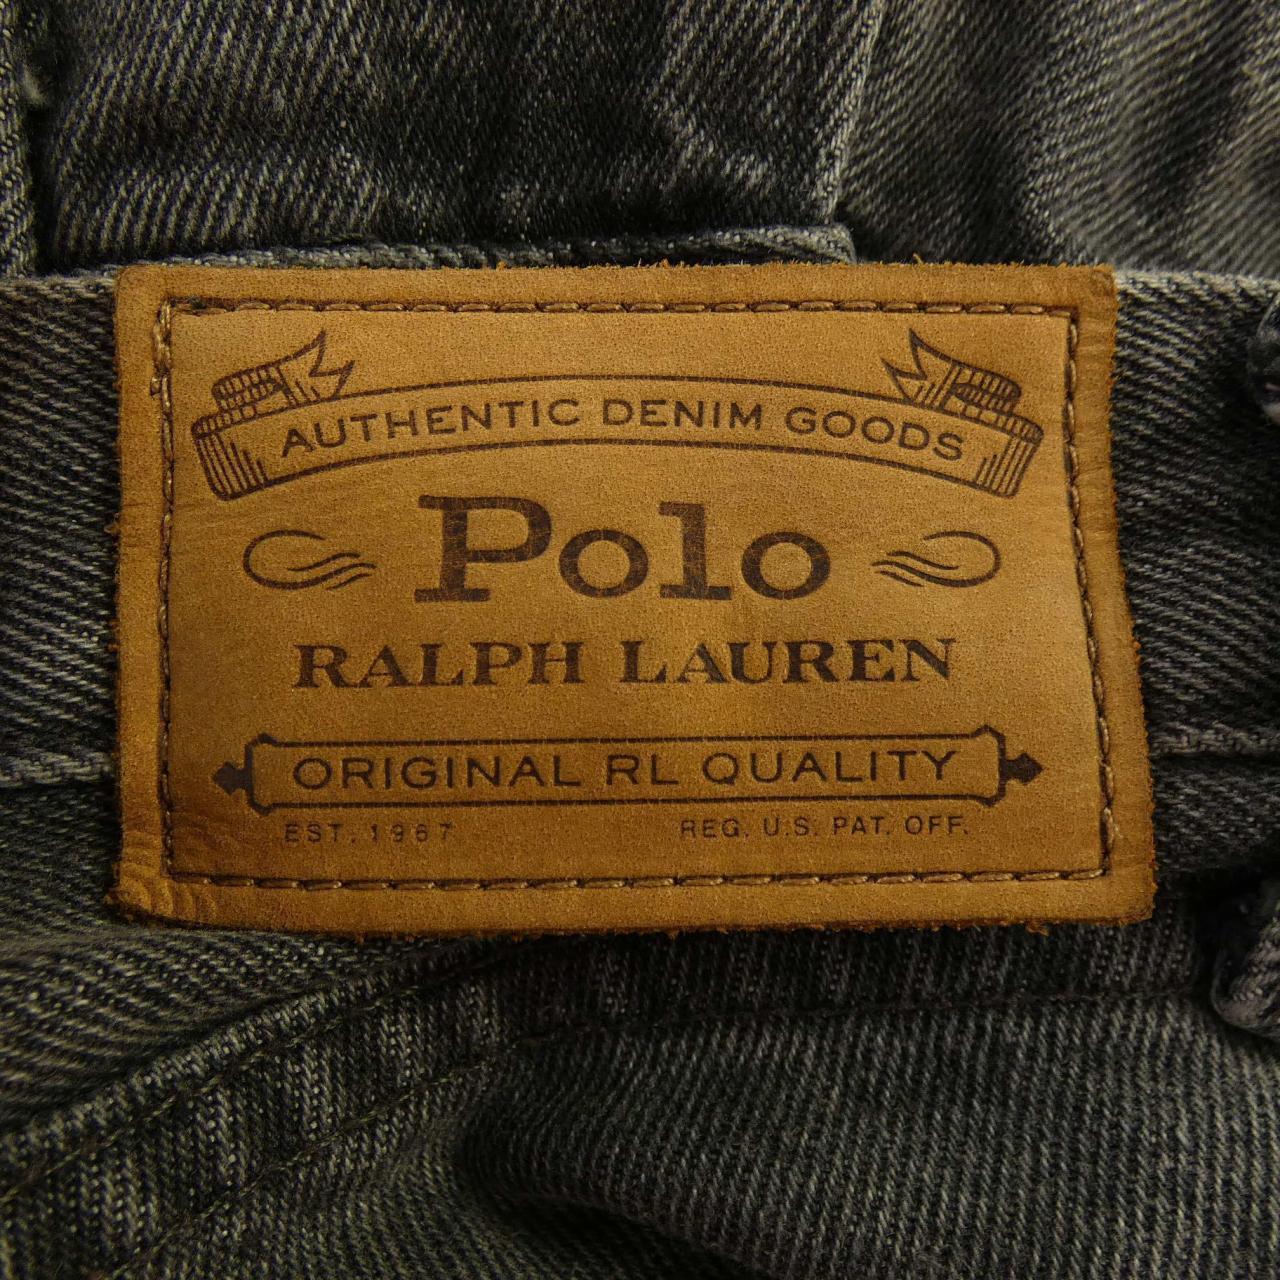 AUTHENTIC DENIM GOODS
Polo
RALPH LAUREN
ORIGINAL RL QUALITY
EST. 1967 REG. U.S. PAT. OFF.